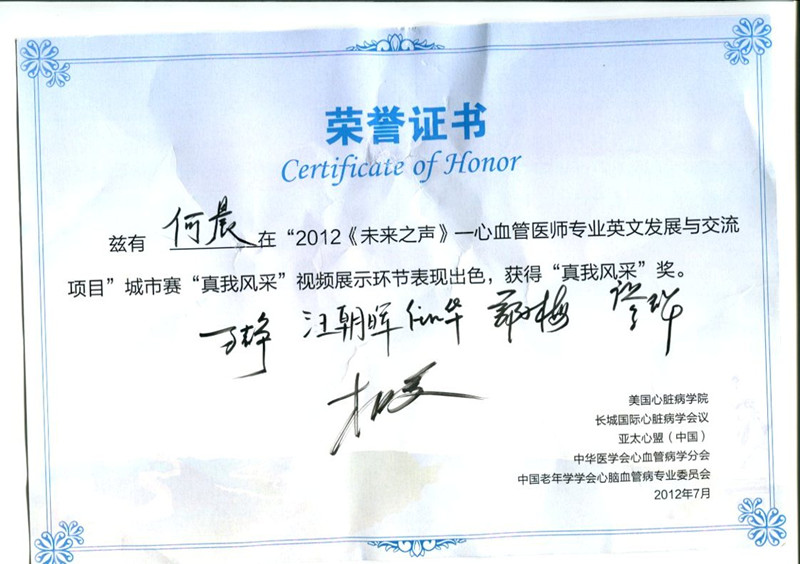 荣誉证书
Certificate of Honor
兹有 何晨 在“2012《未来之声》—心血管医师专业英文发展与交流
项目”城市赛“真我风采”视频展示环节表现出色，获得“真我风采”奖。
汪朝晖
美国心脏病学院
长城国际心脏病学会议
亚太心盟（中国）
中华医学会心血管病学分会
中国老年学学会心脑血管病专业委员会
2012年7月